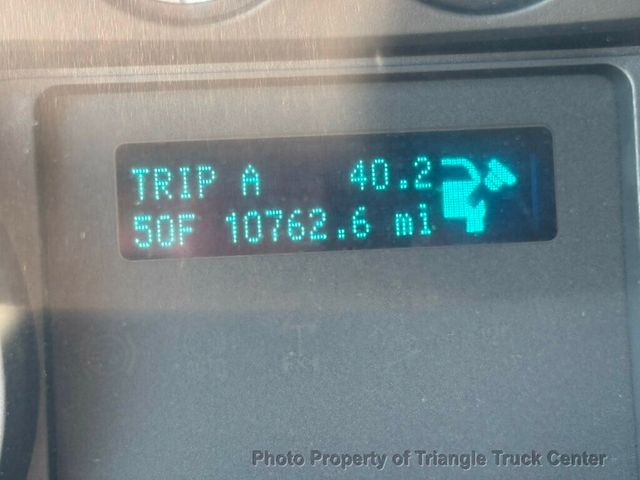 TRIP A 40.2
50F 10762.6 mi
Photo Property of Triangle Truck Center